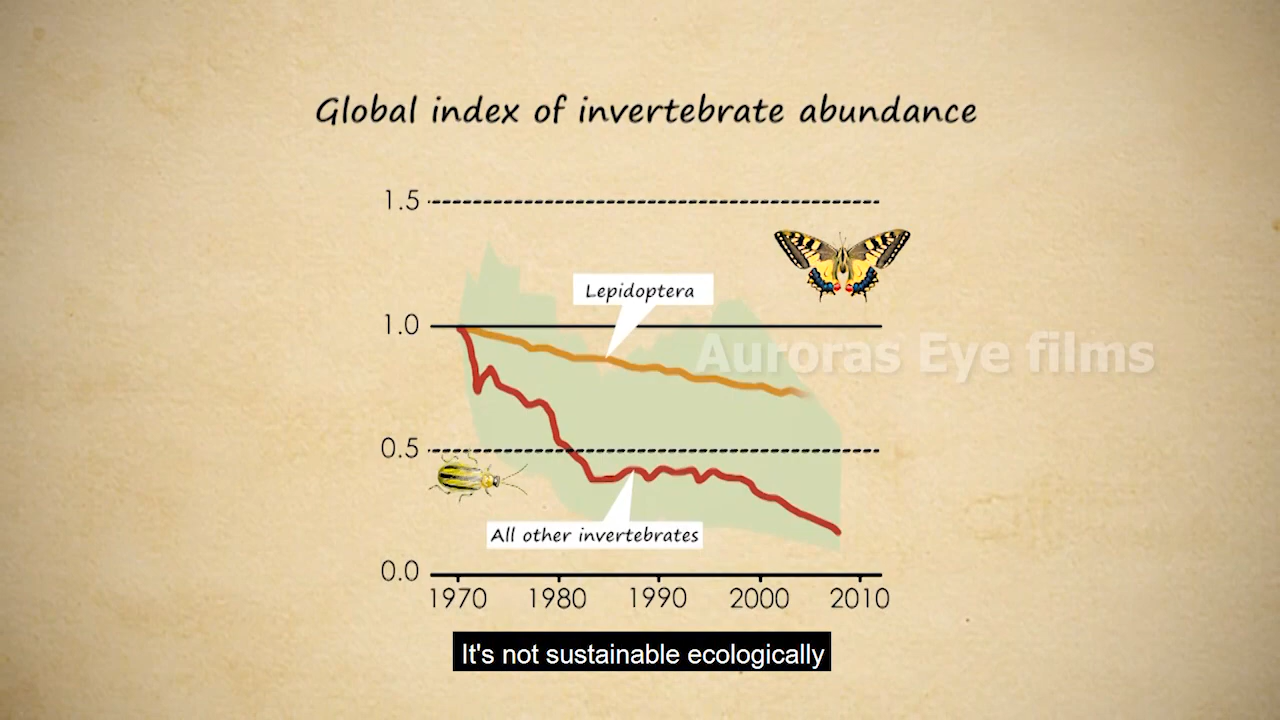 Global index of invertebrate abundance
1.5
Lepidoptera
1.0
Auroras Eye films
0.5
All other invertebrates
0.0
1970 1980 1990 2000 2010
It's not sustainable ecologically